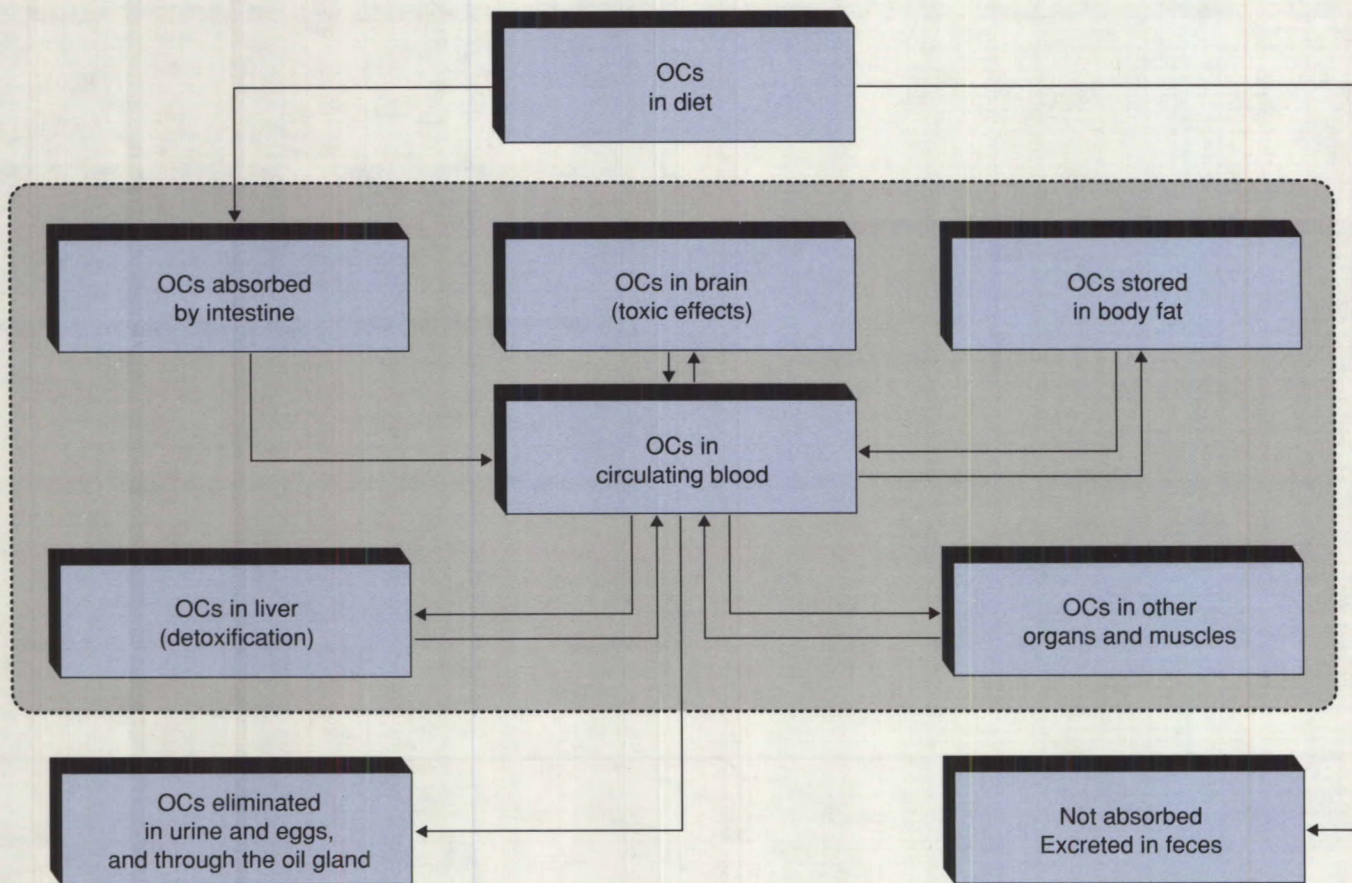 OCs
in diet
OCs absorbed
by intestine
OCs in brain
(toxic effects)
OCs stored
in body fat
OCs in
circulating blood
OCs in liver
(detoxification)
OCs in other
organs and muscles
OCs eliminated
in urine and eggs,
and through the oil gland
Not absorbed
Excreted in feces